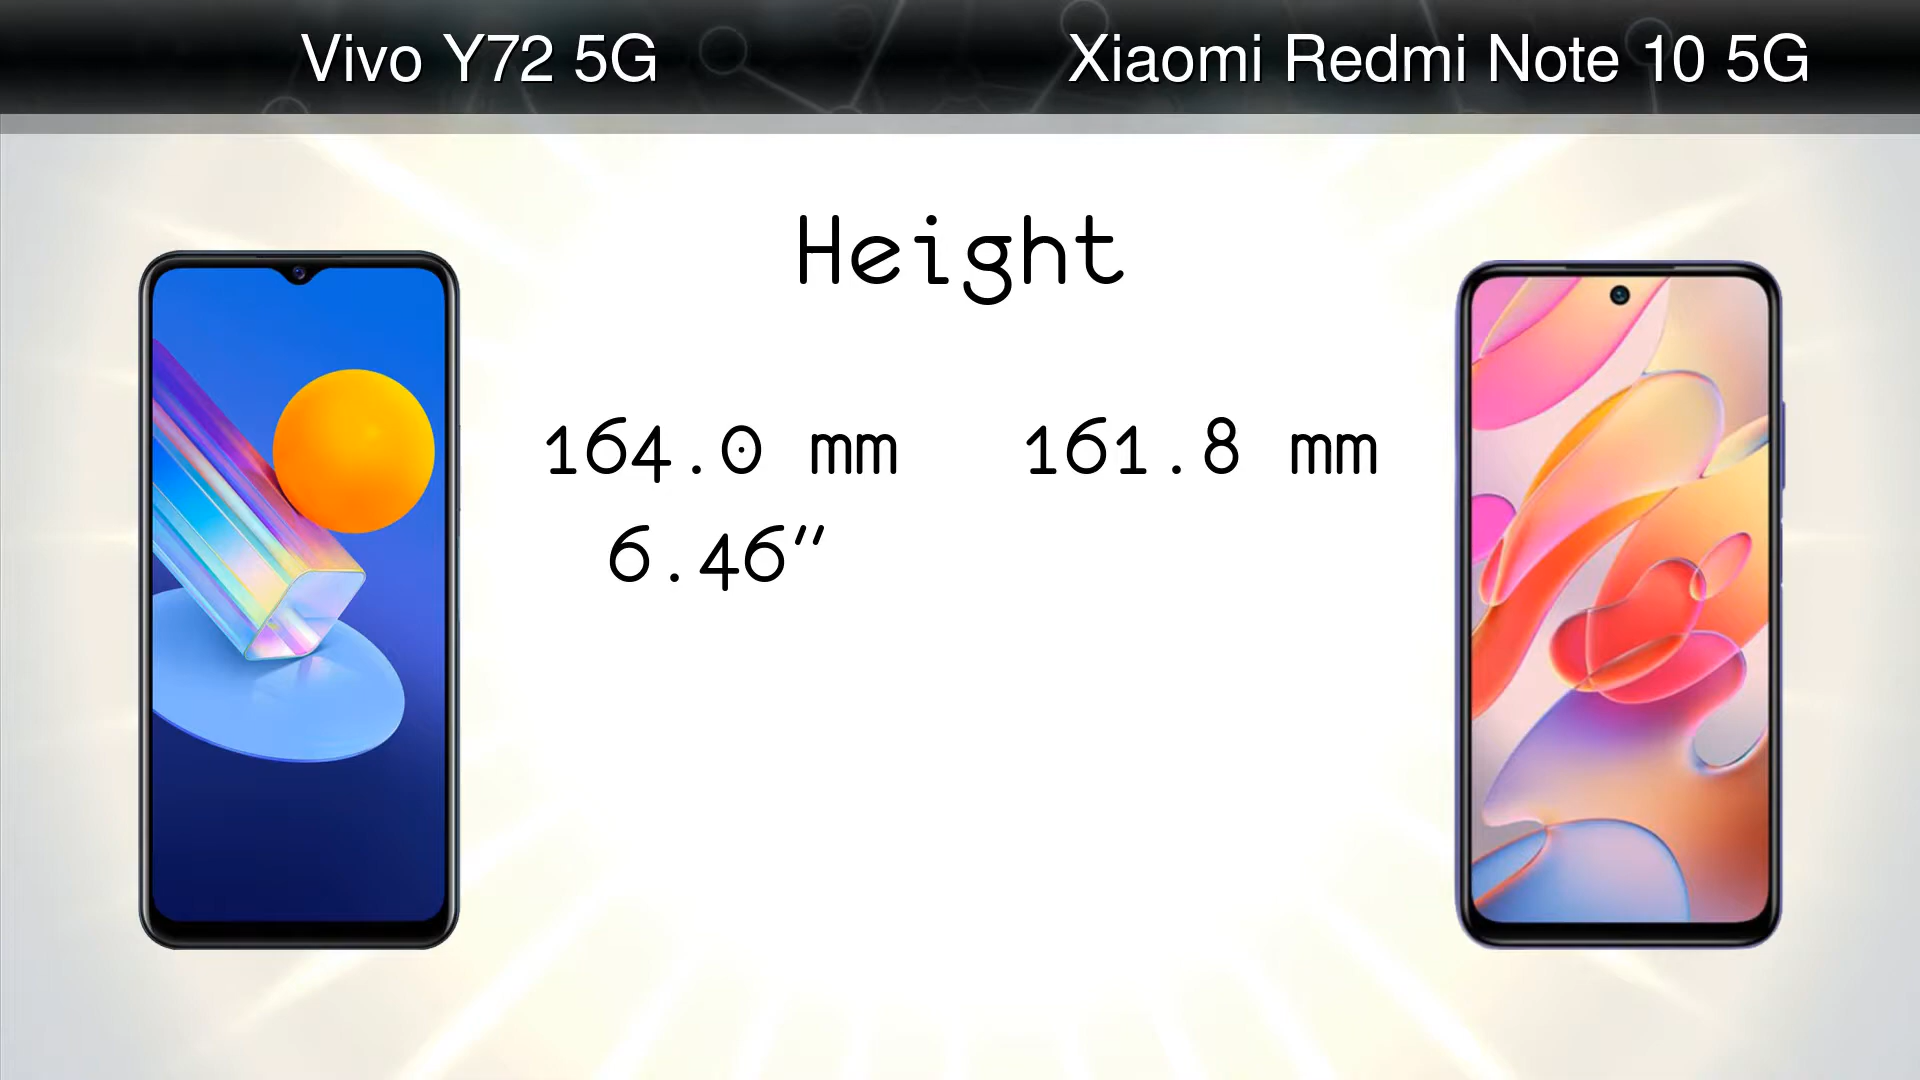 Vivo Y72 5G
Xiaomi Redmi Note 10 5G
Height
164.0 mm
161.8 mm
6.46"